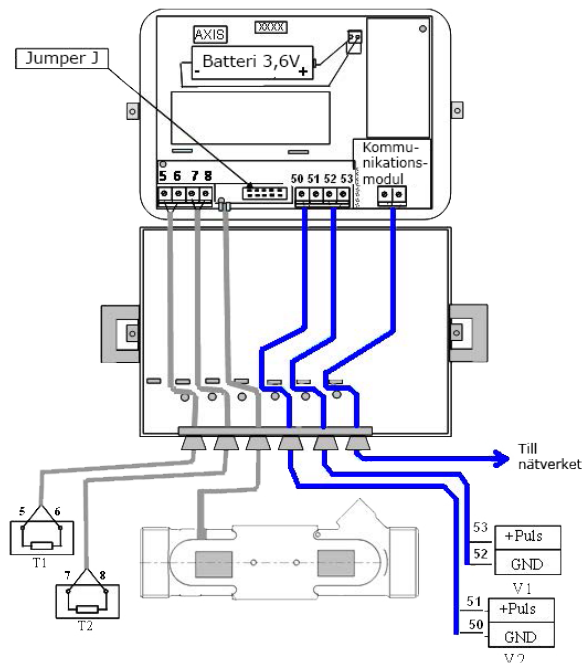 XXXX
AXIS
Jumper J
Batteri 3,6V
- +
Kommu-
nikations-
modul
5 6 7 8
50 51 52 53
Till
nätverket
5 6
T1
7 8
T2
53 +Puls
52 GND
V1
51 +Puls
50 GND
V2